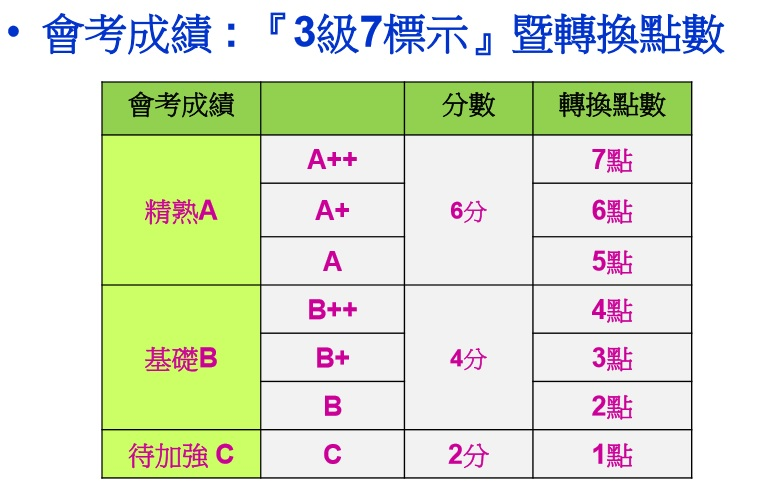 • 會考成績：『3級7標示』暨轉換點數
會考成績 分數 轉換點數
精熟A A++ 6分 7點
A+ 6點
A 5點
基礎B B++ 4分 4點
B+ 3點
B 2點
待加強 C C 2分 1點